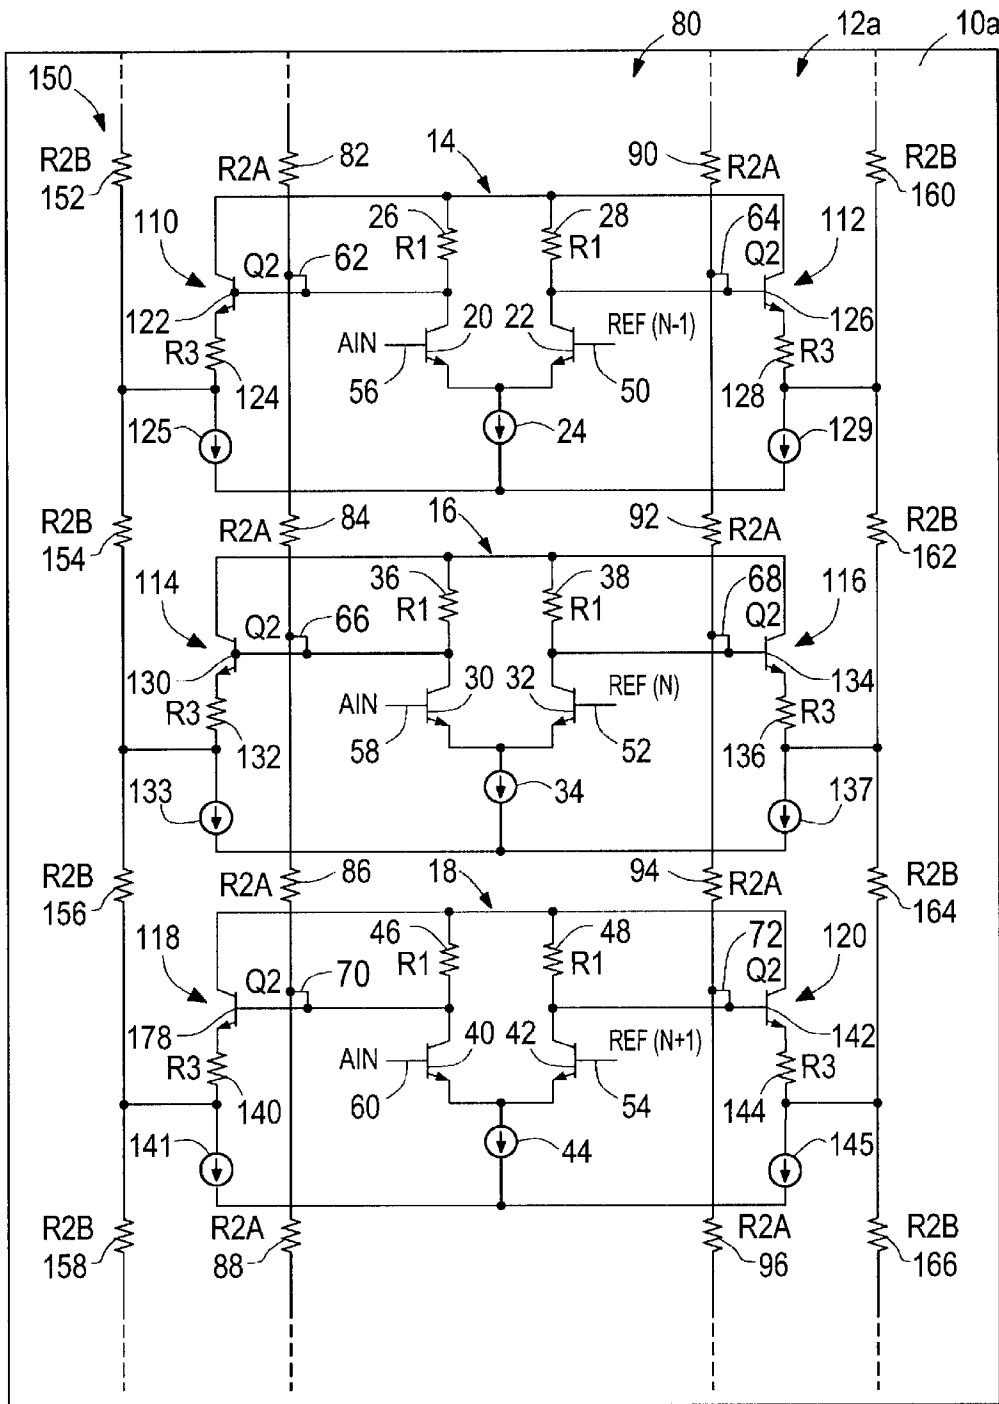 80 12a 10a
150
R2B 152
R2A 82
14
90 R2A
R2B 160
110
Q2 62
26 R1
28 R1
64 Q2
112
122
AIN 20
22 REF (N-1)
126
R3 124
56
50
R3 128
125
24
129
R2B 154
R2A 84
16
92 R2A
R2B 162
114
Q2 66
36 R1
38 R1
68 Q2
116
130
AIN 30
32 REF (N)
134
R3 132
58
52
R3 136
133
34
137
R2B 156
R2A 86
18
94 R2A
R2B 164
118
Q2 70
46 R1
48 R1
72 Q2
120
178
AIN 40
42 REF (N+1)
142
R3 140
60
54
R3 144
141
44
145
R2B 158
R2A 88
R2A 96
R2B 166